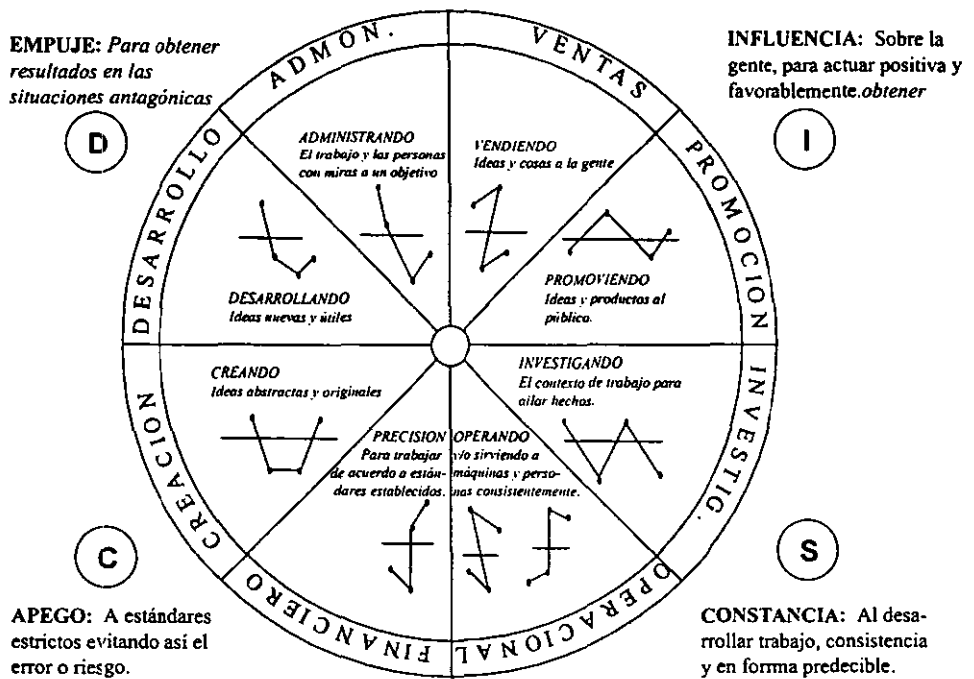 EMPUJE: Para obtener
resultados en las
situaciones antagónicas
D
INFLUENCIA: Sobre la
gente, para actuar positiva y
favorablemente.obtener
I
ADMON.
VENTAS
PROMOCION
INVESTIG.
OPERACIONAL
FINANCIERO
CREACION
DESARROLLO
ADMINISTRANDO
El trabajo y las personas
con miras a un objetivo
VENDIENDO
Ideas y cosas a la gente
DESARROLLANDO
Ideas nuevas y útiles
PROMOVIENDO
Ideas y productos al
público.
CREANDO
Ideas abstractas y originales
INVESTIGANDO
El contexto de trabajo para
ailar hechos.
PRECISION
Para trabajar
de acuerdo a están-
dares establecidos.
OPERANDO
y/o sirviendo a
máquinas y perso-
nas consistentemente.
C
APEGO: A estándares
estrictos evitando así el
error o riesgo.
S
CONSTANCIA: Al desa-
rrollar trabajo, consistencia
y en forma predecible.